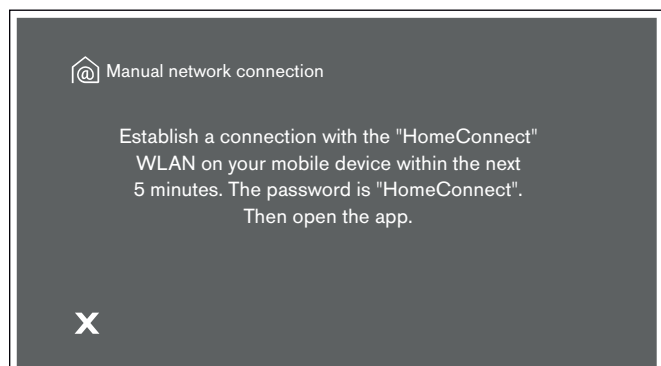 @ Manual network connection
Establish a connection with the "HomeConnect"
WLAN on your mobile device within the next
5 minutes. The password is "HomeConnect".
Then open the app.
X